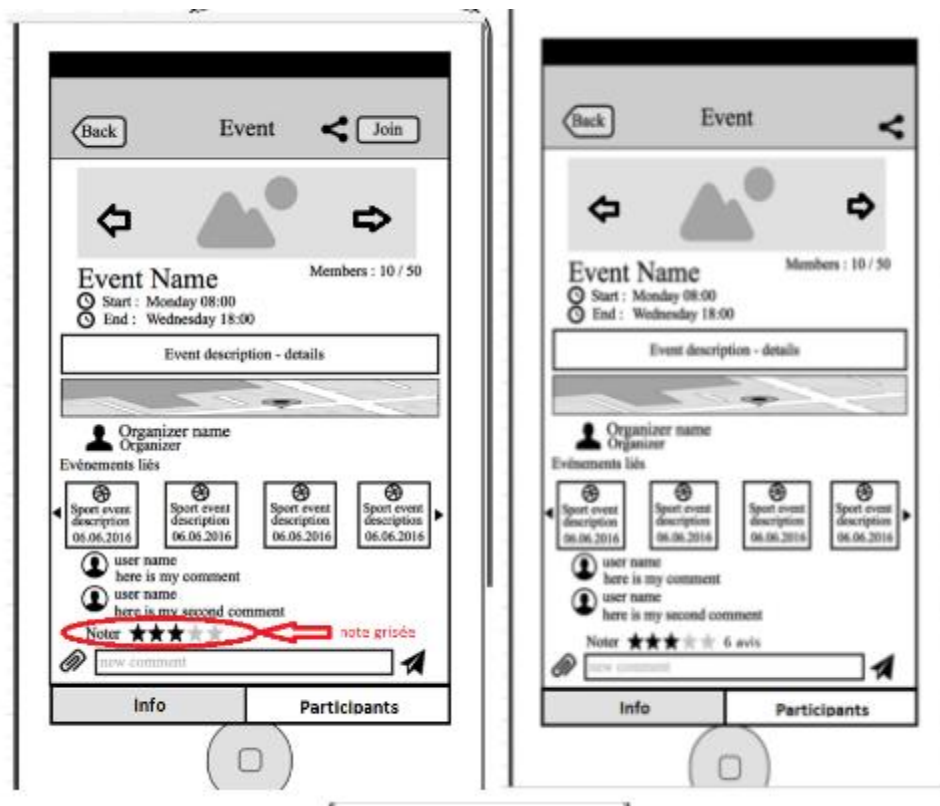 Back
Event
Join
Event Name
Members : 10 / 50
Start : Monday 08:00
End : Wednesday 18:00
Event description - details
Organizer name
Organizer
Evénements liés
Sport event
description
06.06.2016
Sport event
description
06.06.2016
Sport event
description
06.06.2016
Sport event
description
06.06.2016
user name
here is my comment
user name
here is my second comment
Noter
note grisée
new comment
Info
Participants
Back
Event
Event Name
Members : 10 / 50
Start : Monday 08:00
End : Wednesday 18:00
Event description - details
Organizer name
Organizer
Evénements liés
Sport event
description
06.06.2016
Sport event
description
06.06.2016
Sport event
description
06.06.2016
Sport event
description
06.06.2016
user name
here is my comment
user name
here is my second comment
Noter 6 avis
new comment
Info
Participants